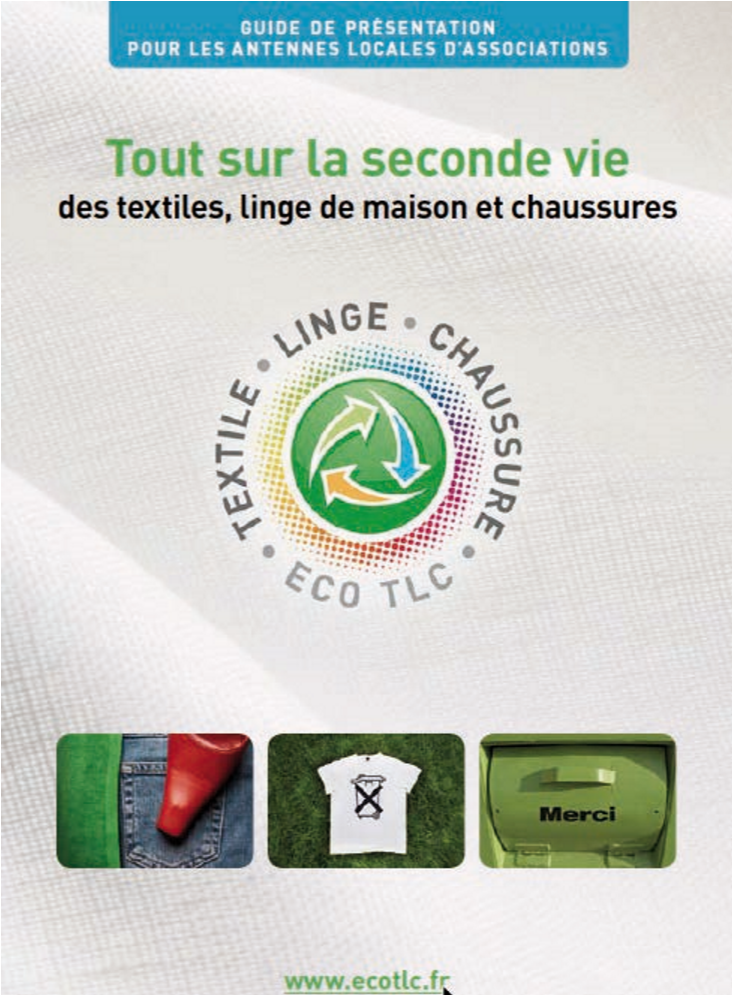 GUIDE DE PRÉSENTATION
POUR LES ANTENNES LOCALES D'ASSOCIATIONS
Tout sur la seconde vie
des textiles, linge de maison et chaussures
TEXTILE • LINGE • CHAUSSURE
• ECO TLC •
Merci
www.ecotlc.fr